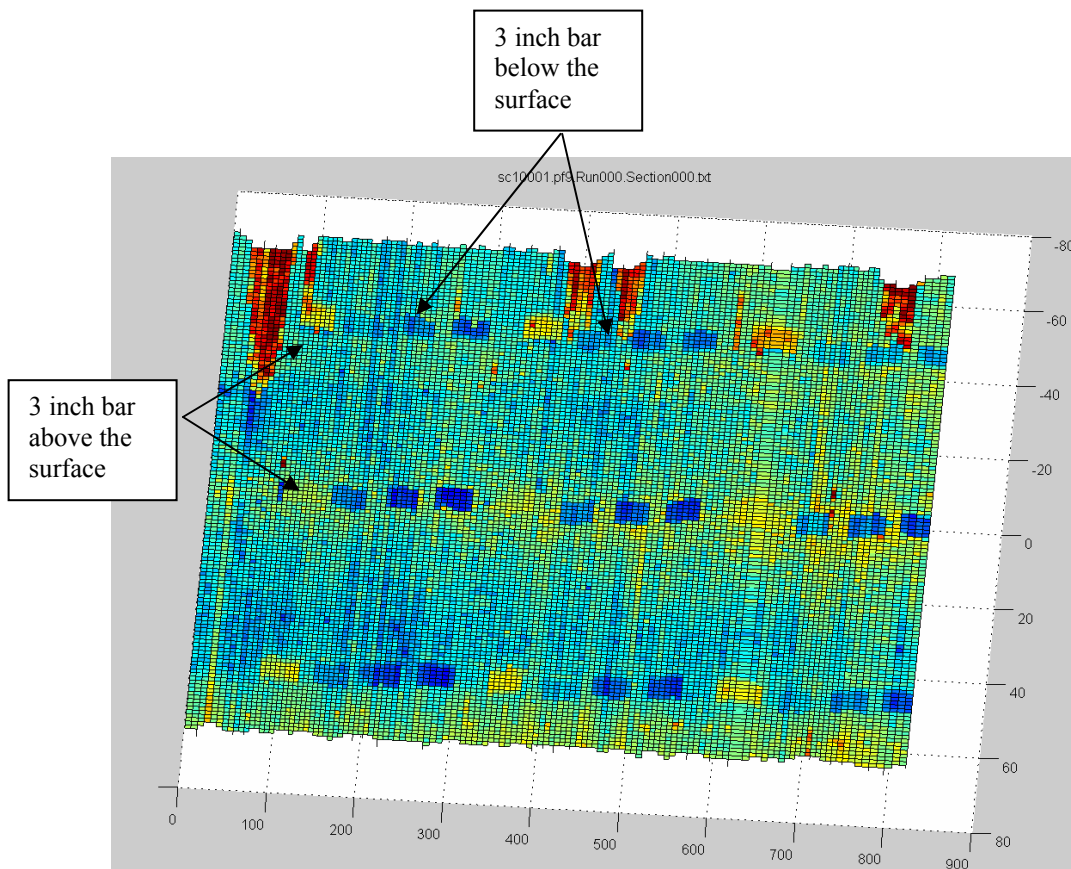 3 inch bar
below the
surface
sc10001.pf9.Run000.Section000.txt
3 inch bar
above the
surface
-80
-60
-40
-20
0
20
40
60
80
0
100
200
300
400
500
600
700
800
900